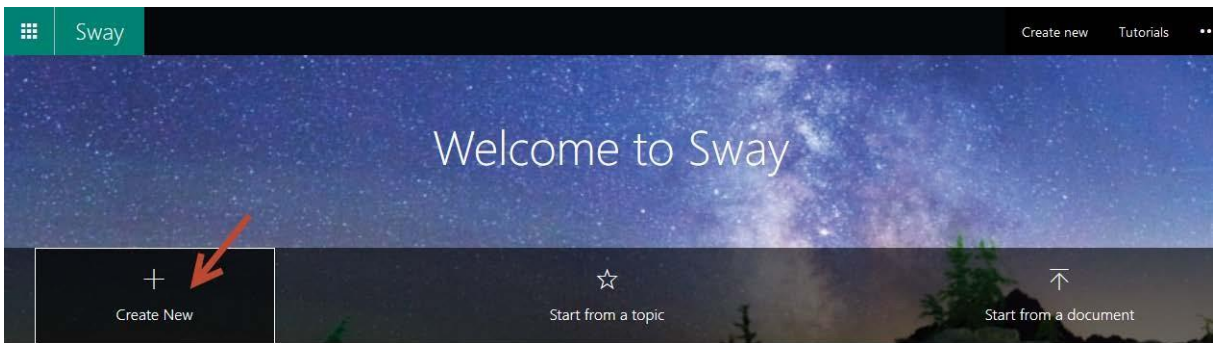 Sway
Create new
Tutorials
Welcome to Sway
Create New
Start from a topic
Start from a document